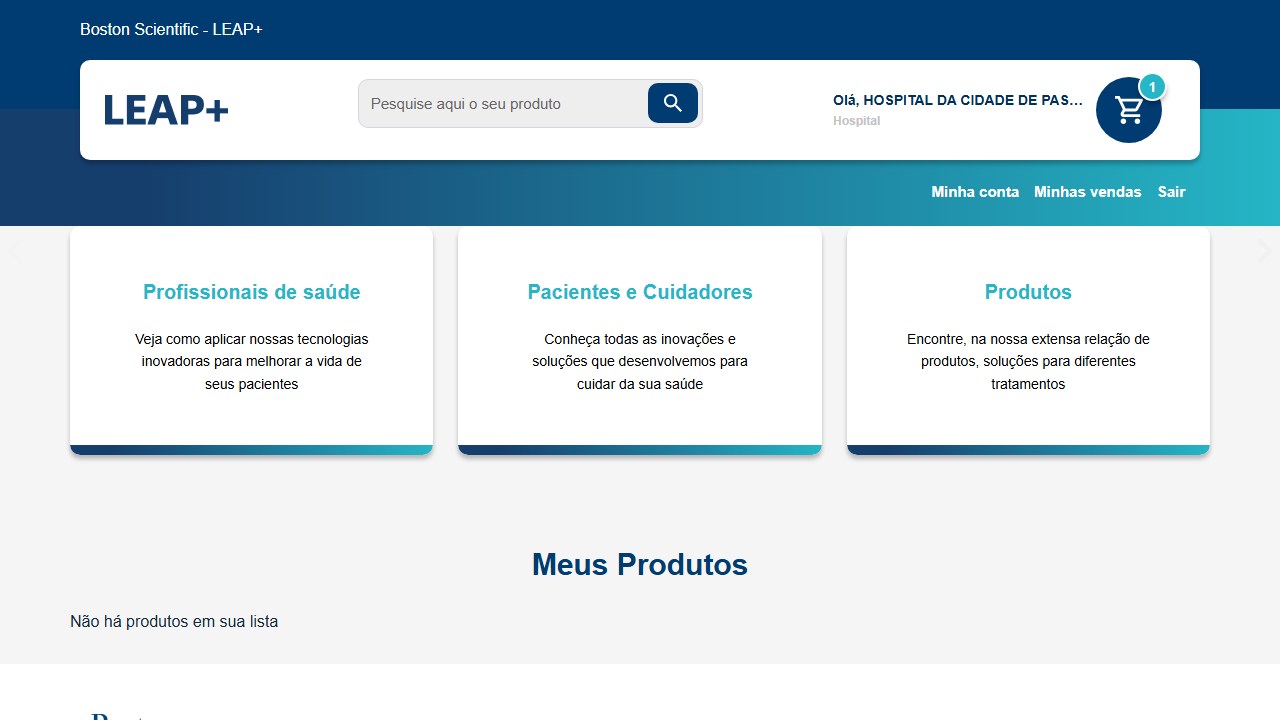 Boston Scientific - LEAP+
LEAP+
Pesquise aqui o seu produto
Olá, HOSPITAL DA CIDADE DE PAS...
Hospital
1
Minha conta
Minhas vendas
Sair
Profissionais de saúde
Veja como aplicar nossas tecnologias
inovadoras para melhorar a vida de
seus pacientes
Pacientes e Cuidadores
Conheça todas as inovações e
soluções que desenvolvemos para
cuidar da sua saúde
Produtos
Encontre, na nossa extensa relação de
produtos, soluções para diferentes
tratamentos
Meus Produtos
Não há produtos em sua lista